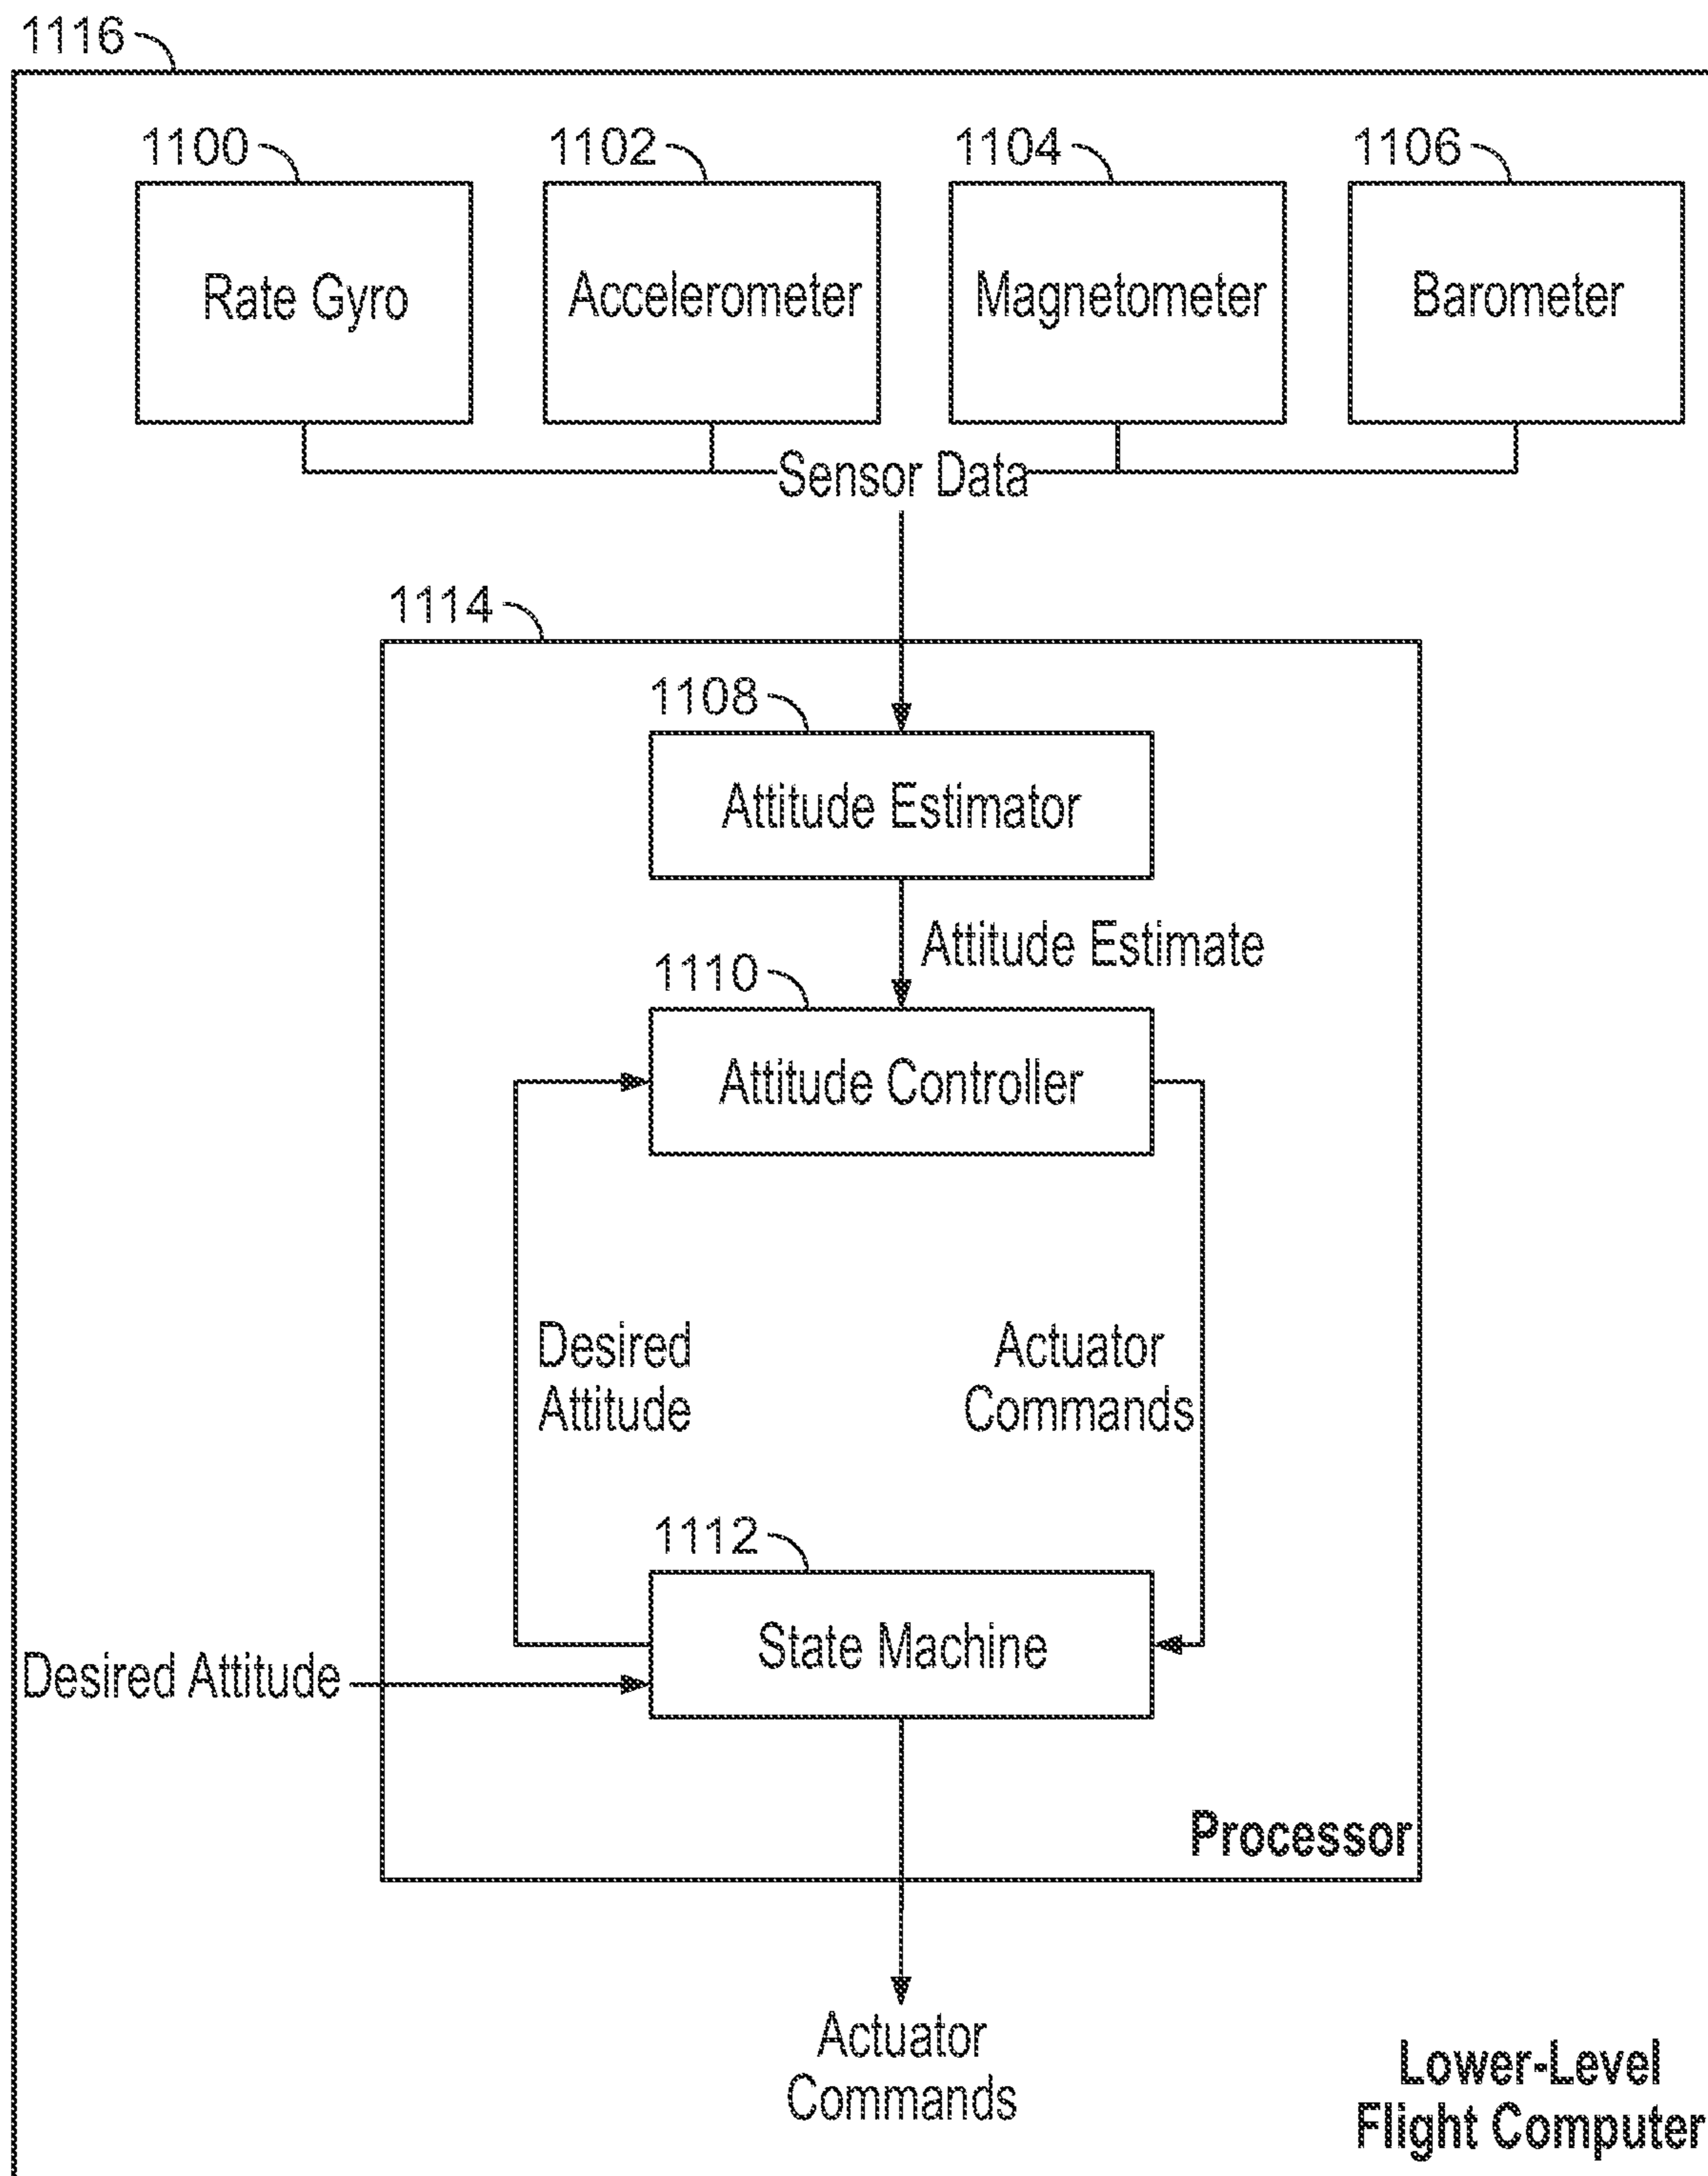 1116
1100
1102
1104
1106
Rate Gyro
Accelerometer
Magnetometer
Barometer
Sensor Data
1114
1108
Attitude Estimator
Attitude Estimate
1110
Attitude Controller
Desired
Attitude
Actuator
Commands
1112
State Machine
Desired Attitude
Processor
Actuator
Commands
Lower-Level
Flight Computer